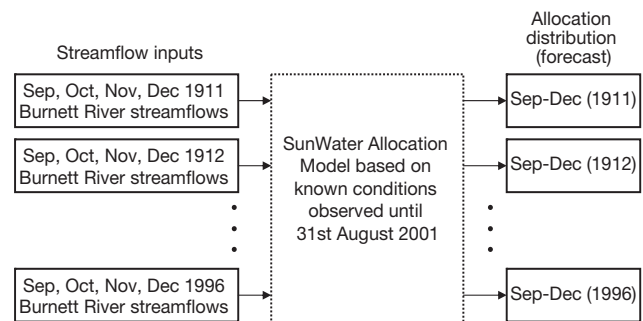 Allocation
distribution
(forecast)
Streamflow inputs
Sep, Oct, Nov, Dec 1911
Burnett River streamflows
Sep-Dec (1911)
SunWater Allocation
Model based on
known conditions
observed until
31st August 2001
Sep, Oct, Nov, Dec 1912
Burnett River streamflows
Sep-Dec (1912)
Sep, Oct, Nov, Dec 1996
Burnett River streamflows
Sep-Dec (1996)